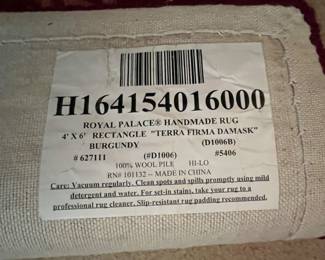 H164154016000
ROYAL PALACE® HANDMADE RUG
4' X 6' RECTANGLE "TERRA FIRMA DAMASK"
BURGUNDY (D1006B)
# 627111 (#D1006) #5406
100% WOOL PILE HI-LO
RN# 101132 -- MADE IN CHINA
Care: Vacuum regularly. Clean spots and spills promptly using mild
detergent and water. For set-in stains, take your rug to a
professional rug cleaner. Slip-resistant rug padding recommended.